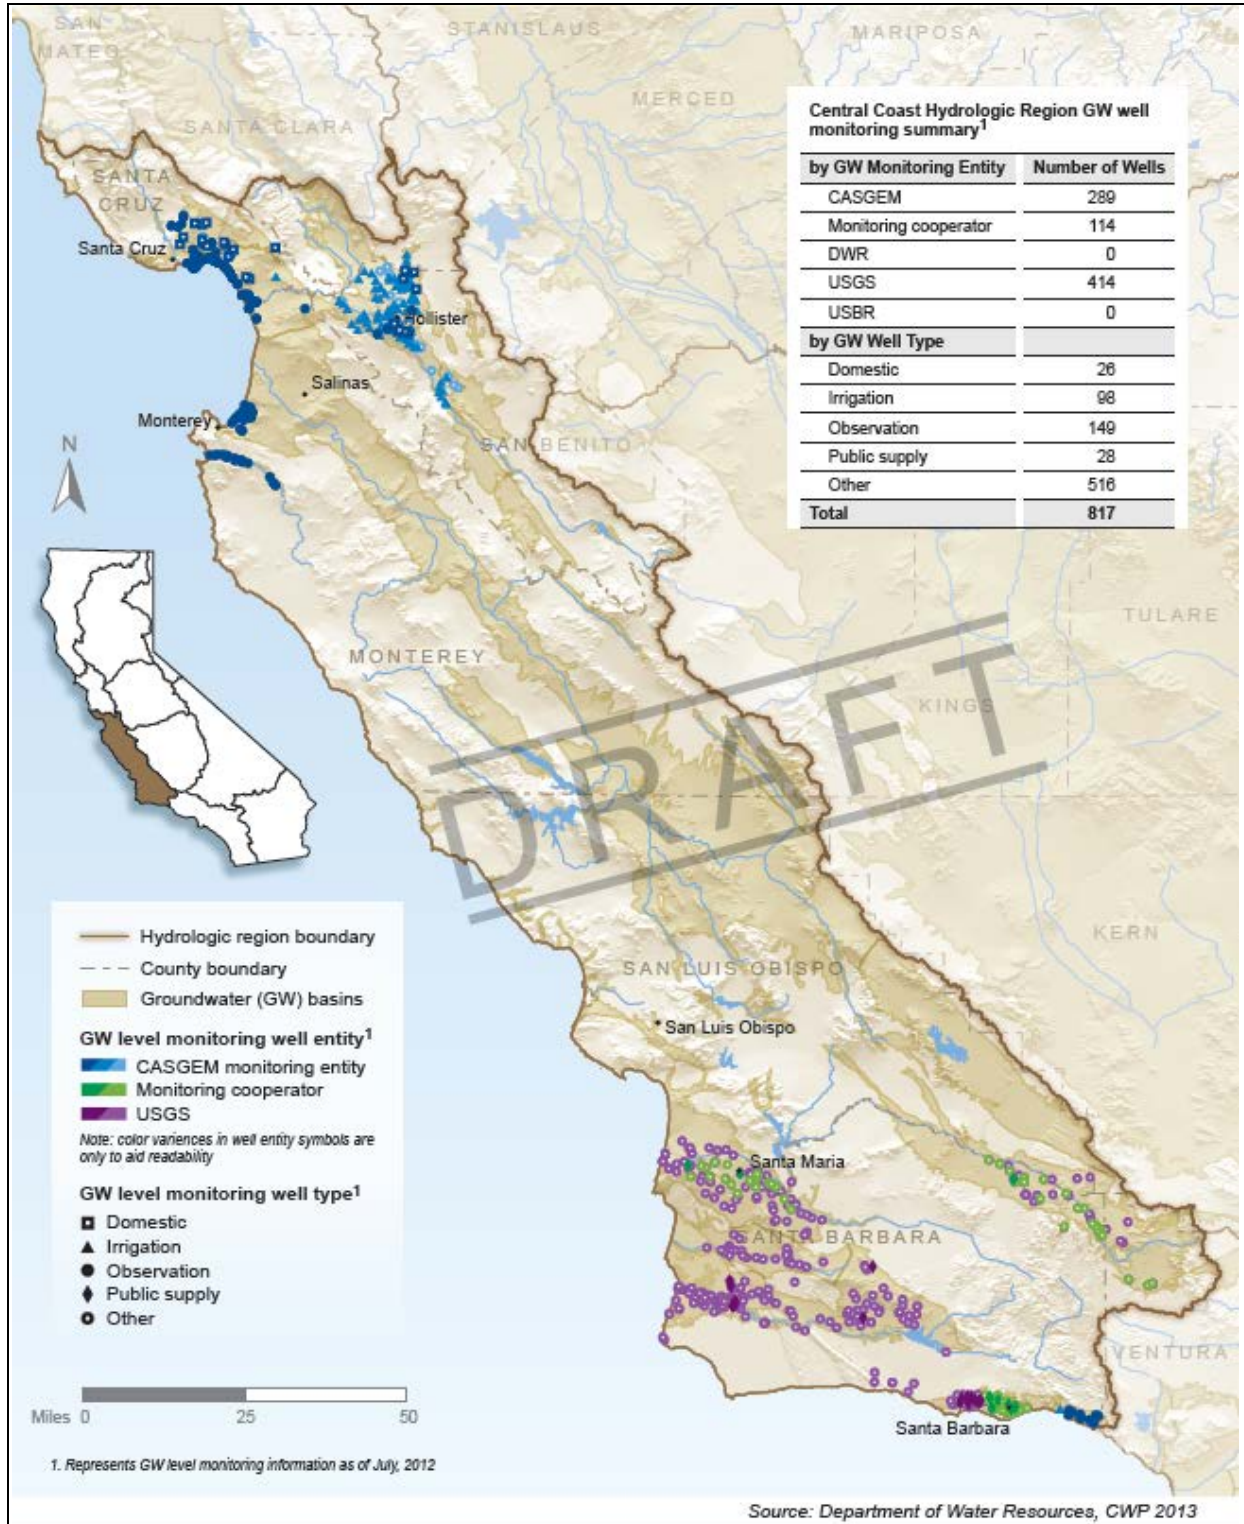 SAN
MATEO
STANISLAUS
MARIPOSA
MERCED
SANTA CLARA
Central Coast Hydrologic Region GW well
monitoring summary1
by GW Monitoring Entity Number of Wells
CASGEM 289
Monitoring cooperator 114
DWR 0
USGS 414
USBR 0
by GW Well Type
Domestic 26
Irrigation 98
Observation 149
Public supply 28
Other 516
Total 817
SANTA
CRUZ
Santa Cruz
Hollister
Salinas
Monterey
SAN BENITO
N
TULARE
MONTEREY
KINGS
DRAFT
KERN
SAN LUIS OBISPO
San Luis Obispo
Hydrologic region boundary
County boundary
Groundwater (GW) basins
GW level monitoring well entity1
CASGEM monitoring entity
Monitoring cooperator
USGS
Note: color variances in well entity symbols are
only to aid readability
GW level monitoring well type1
Domestic
Irrigation
Observation
Public supply
Other
Santa Maria
SANTA BARBARA
VENTURA
Santa Barbara
Miles 0 25 50
1. Represents GW level monitoring information as of July, 2012
Source: Department of Water Resources, CWP 2013